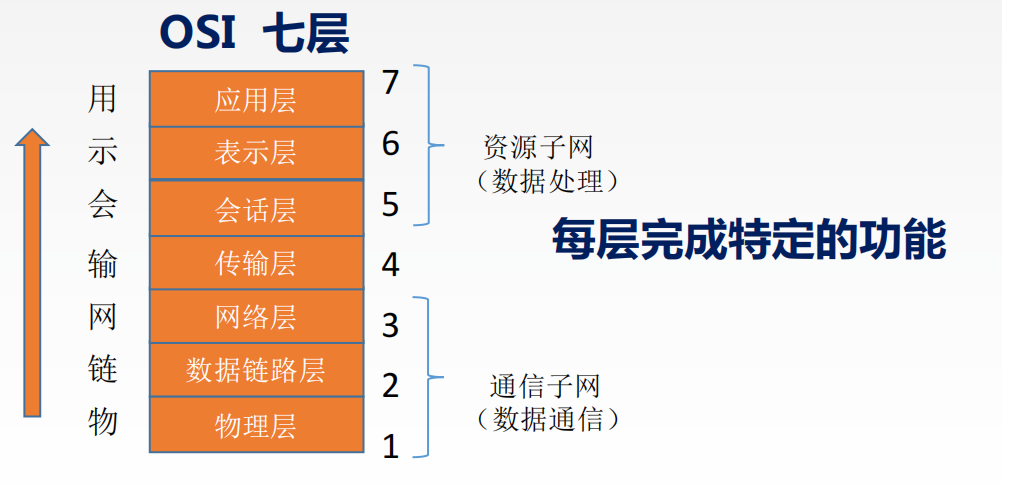 OSI 七层
用 应用层 7
示 表示层 6
会 会话层 5
输 传输层 4
网 网络层 3
链 数据链路层 2
物 物理层 1
资源子网
（数据处理）
每层完成特定的功能
通信子网
（数据通信）